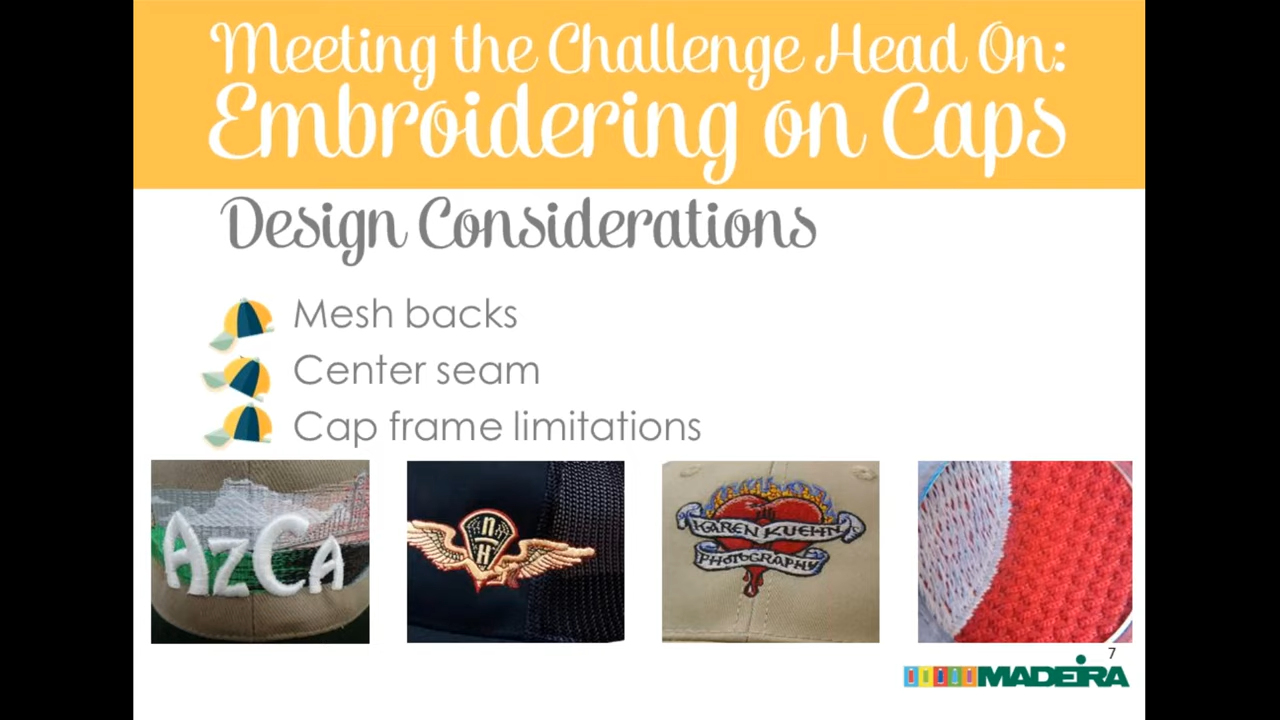 Meeting the Challenge Head On:
Embroidering on Caps
Design Considerations
Mesh backs
Center seam
Cap frame limitations
AZCA
N
H
KAREN KUEHN
PHOTOGRAPHY
7
MADEIRA